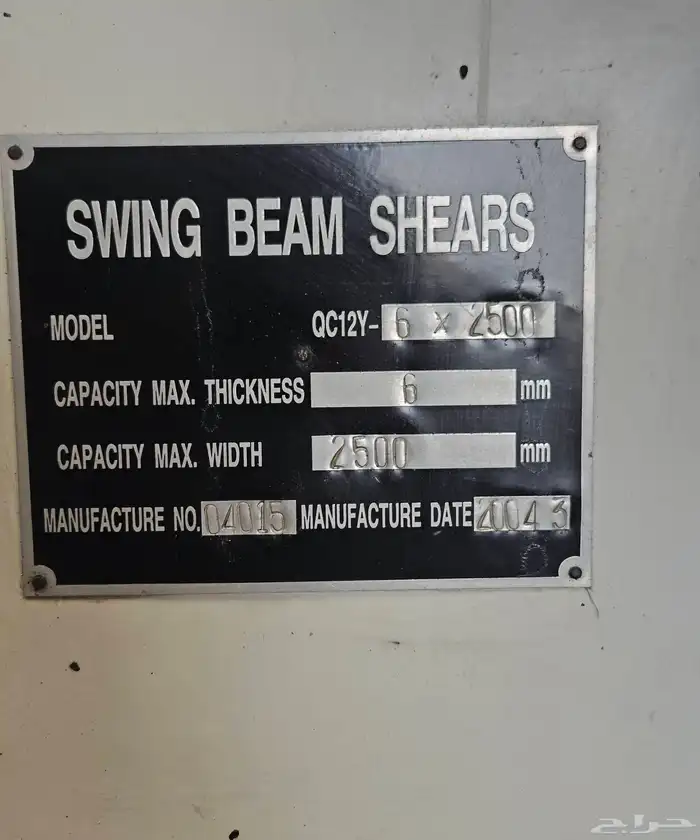 SWING BEAM SHEARS
MODEL QC12Y- 6 x 2500
CAPACITY MAX. THICKNESS 6 mm
CAPACITY MAX. WIDTH 2500 mm
MANUFACTURE NO. 04015 MANUFACTURE DATE 2004 3
حراج